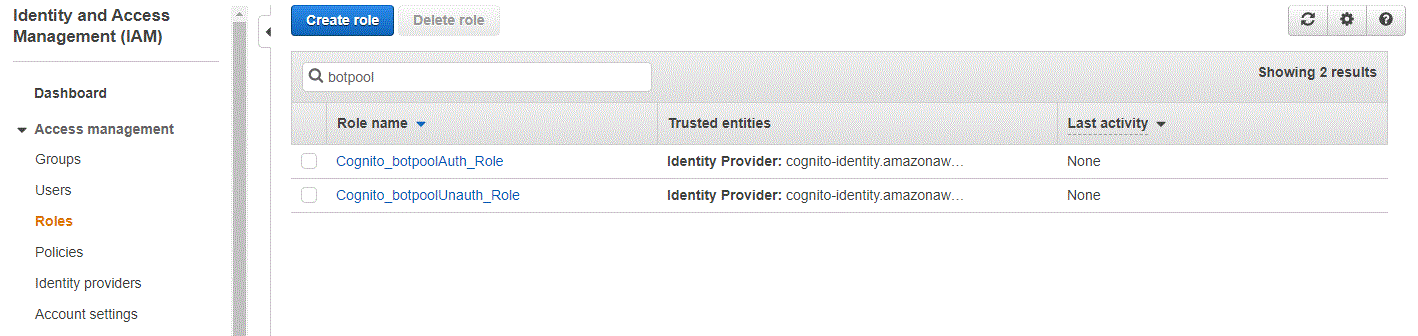 Identity and Access
Management (IAM)
Dashboard
Access management
Groups
Users
Roles
Policies
Identity providers
Account settings
Create role
Delete role
botpool
Showing 2 results
Role name
Trusted entities
Last activity
Cognito_botpoolAuth_Role
Identity Provider: cognito-identity.amazonaw…
None
Cognito_botpoolUnauth_Role
Identity Provider: cognito-identity.amazonaw…
None